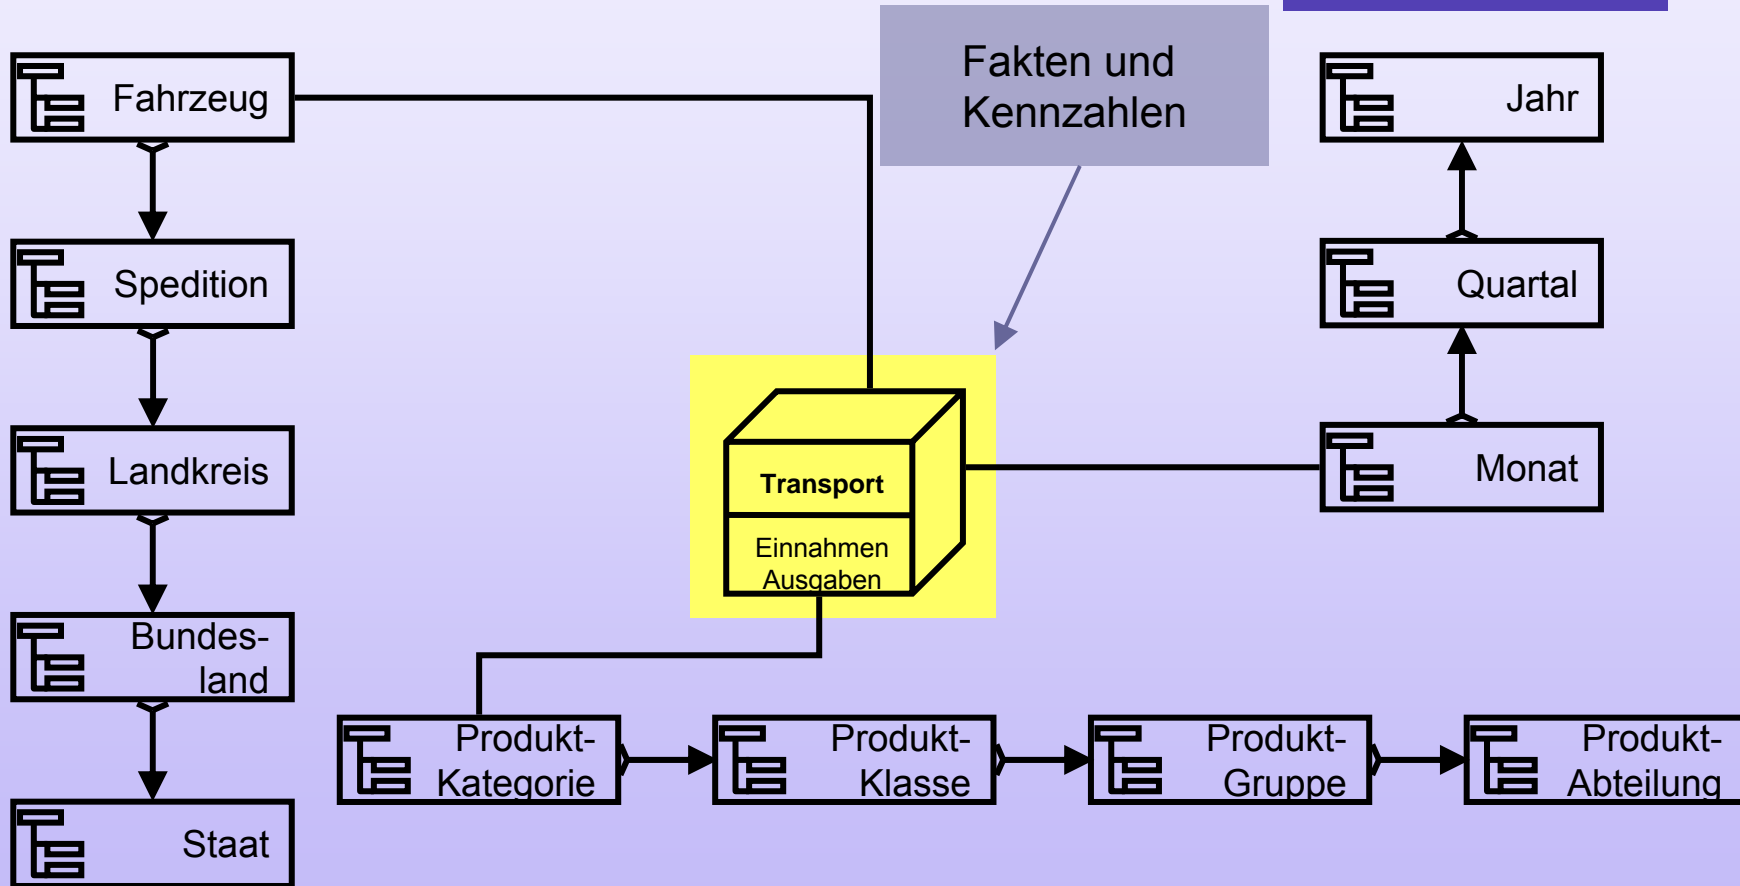 Fakten und
Kennzahlen
Fahrzeug
Spedition
Landkreis
Bundes-
land
Staat
Transport
Einnahmen
Ausgaben
Jahr
Quartal
Monat
Produkt-
Kategorie
Produkt-
Klasse
Produkt-
Gruppe
Produkt-
Abteilung